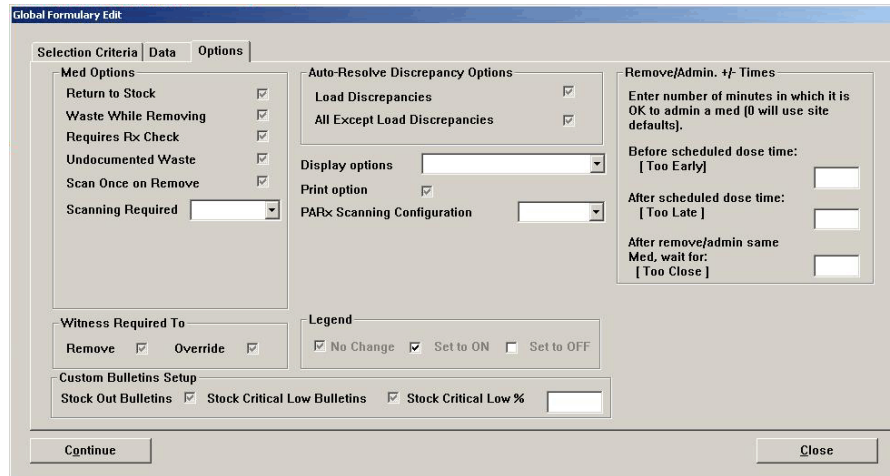 Global Formulary Edit
Selection Criteria
Data
Options
Med Options
Return to Stock
Waste While Removing
Requires Rx Check
Undocumented Waste
Scan Once on Remove
Scanning Required
Auto-Resolve Discrepancy Options
Load Discrepancies
All Except Load Discrepancies
Display options
Print option
PARx Scanning Configuration
Remove/Admin. +/- Times
Enter number of minutes in which it is
OK to admin a med (0 will use site
defaults).
Before scheduled dose time:
[ Too Early]
After scheduled dose time:
[ Too Late ]
After remove/admin same
Med, wait for:
[ Too Close ]
Witness Required To
Remove
Override
Legend
No Change
Set to ON
Set to OFF
Custom Bulletins Setup
Stock Out Bulletins
Stock Critical Low Bulletins
Stock Critical Low %
Continue
Close